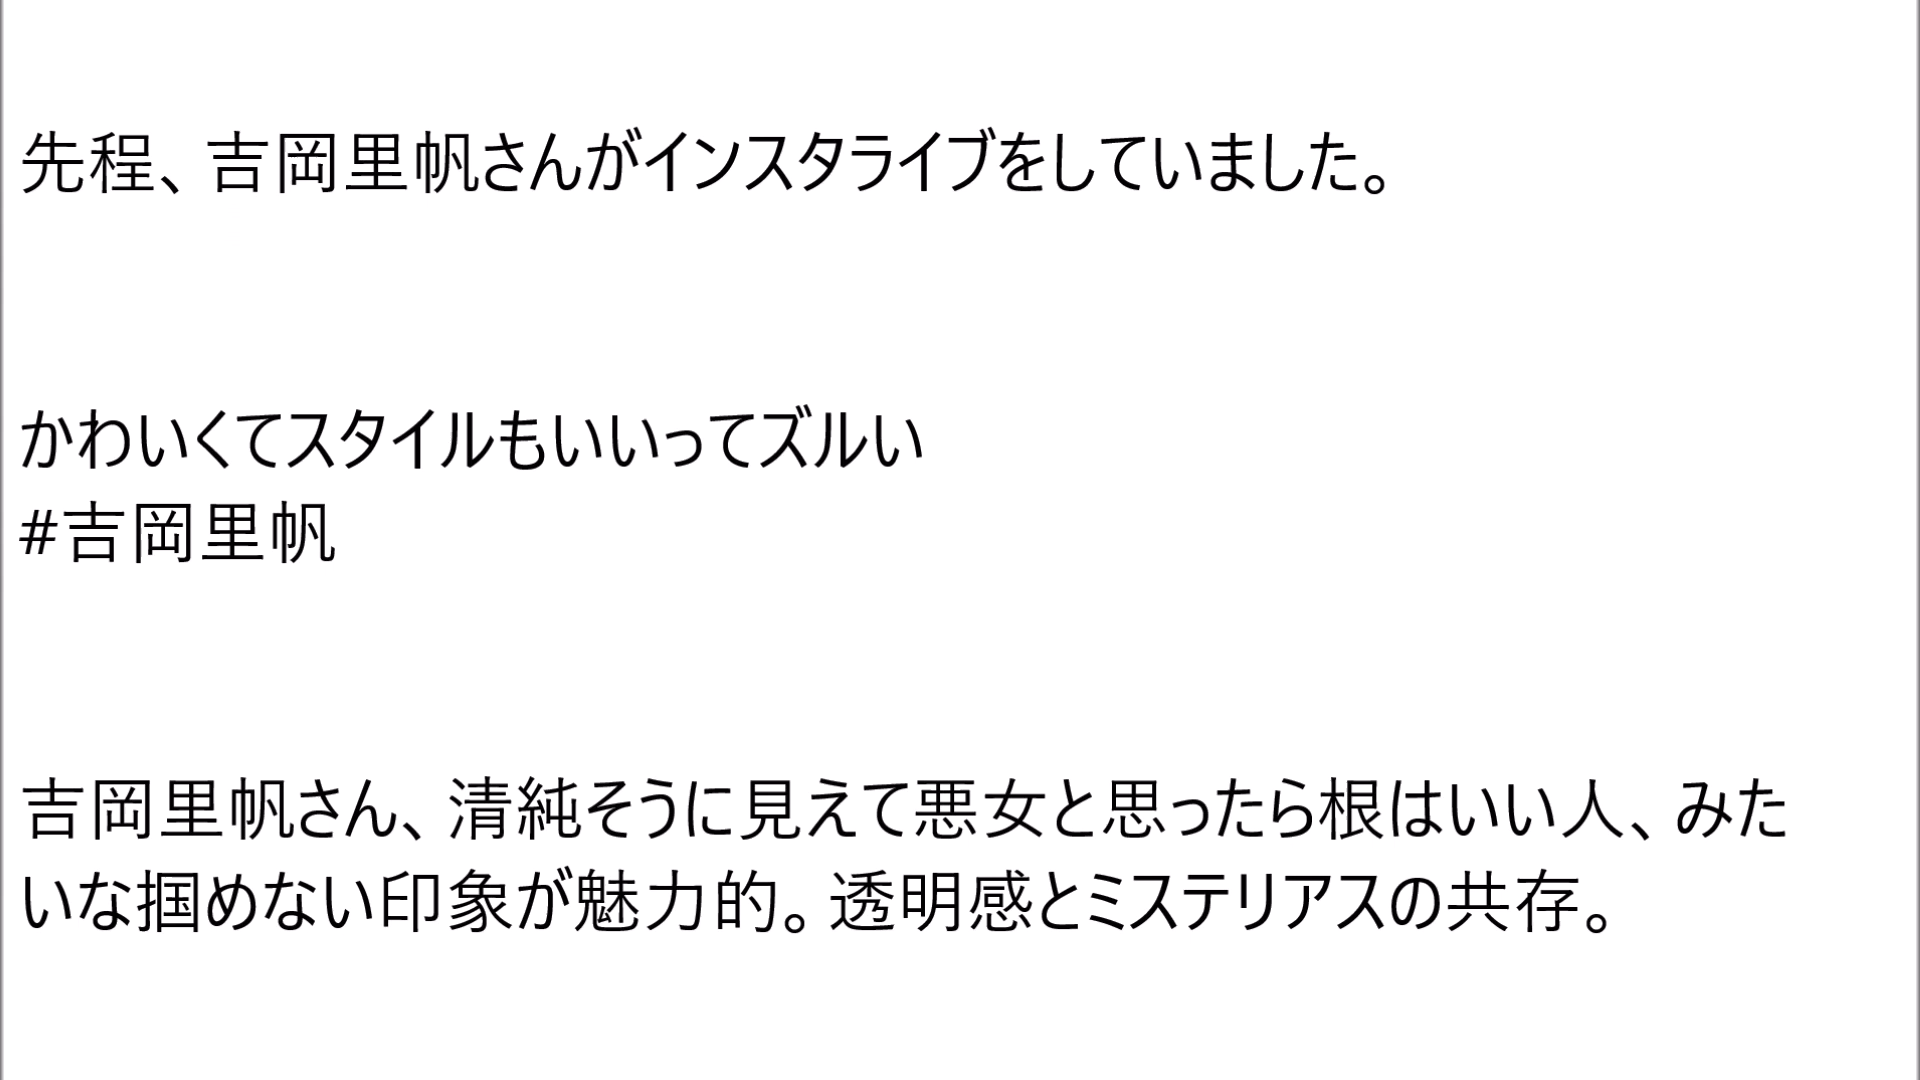 先程、吉岡里帆さんがインスタライブをしていました。
かわいくてスタイルもいいってズルい
#吉岡里帆
吉岡里帆さん、清純そうに見えて悪女と思ったら根はいい人、みた
いな掴めない印象が魅力的。透明感とミステリアスの共存。